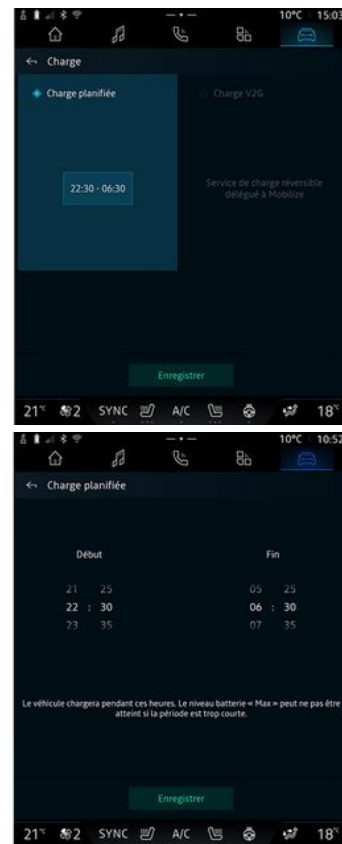 10°C 15:03
Charge
Charge planifiée
Charge V2G
22:30 - 06:30
Service de charge réversible
délégué à Mobilize
Enregistrer
21°C 2 SYNC A/C 18°C
10°C 10:52
Charge planifiée
Début Fin
21 25 05 25
22 : 30 06 : 30
23 35 07 35
Le véhicule chargera pendant ces heures. Le niveau batterie « Max » peut ne pas être
atteint si la période est trop courte.
Enregistrer
21°C 2 SYNC A/C 18°C